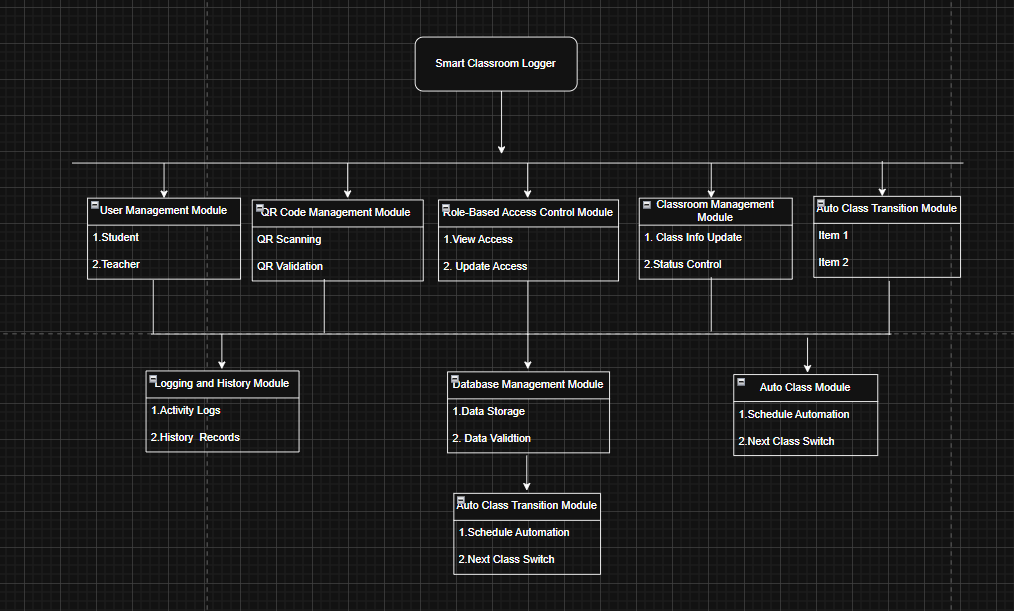 Smart Classroom Logger
User Management Module
1.Student
2.Teacher
QR Code Management Module
QR Scanning
QR Validation
Role-Based Access Control Module
1.View Access
2. Update Access
Classroom Management
Module
1. Class Info Update
2.Status Control
Auto Class Transition Module
Item 1
Item 2
Logging and History Module
1.Activity Logs
2.History  Records
Database Management Module
1.Data Storage
2. Data Validtion
Auto Class Module
1.Schedule Automation
2.Next Class Switch
Auto Class Transition Module
1.Schedule Automation
2.Next Class Switch